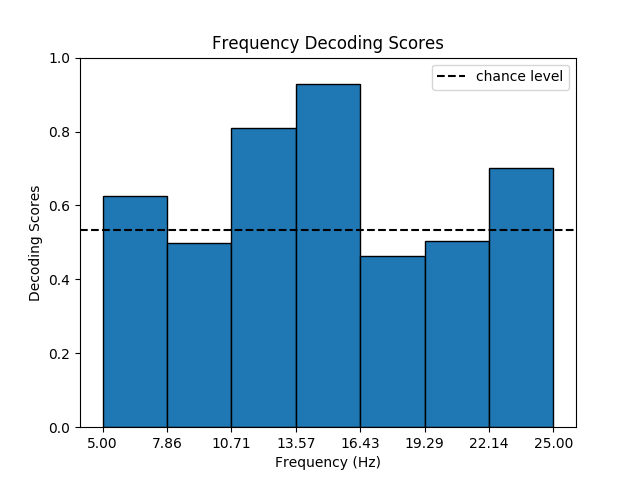 Frequency Decoding Scores
chance level
1.0
0.8
0.6
0.4
0.2
0.0
Decoding Scores
5.00 7.86 10.71 13.57 16.43 19.29 22.14 25.00
Frequency (Hz)